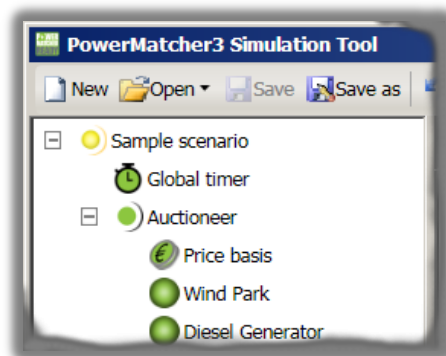 PowerMatcher3 Simulation Tool
New Open Save Save as
Sample scenario
Global timer
Auctioneer
Price basis
Wind Park
Diesel Generator